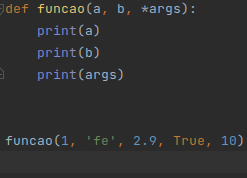 def funcao(a, b, *args):
    print(a)
    print(b)
    print(args)
funcao(1, 'fe', 2.9, True, 10)